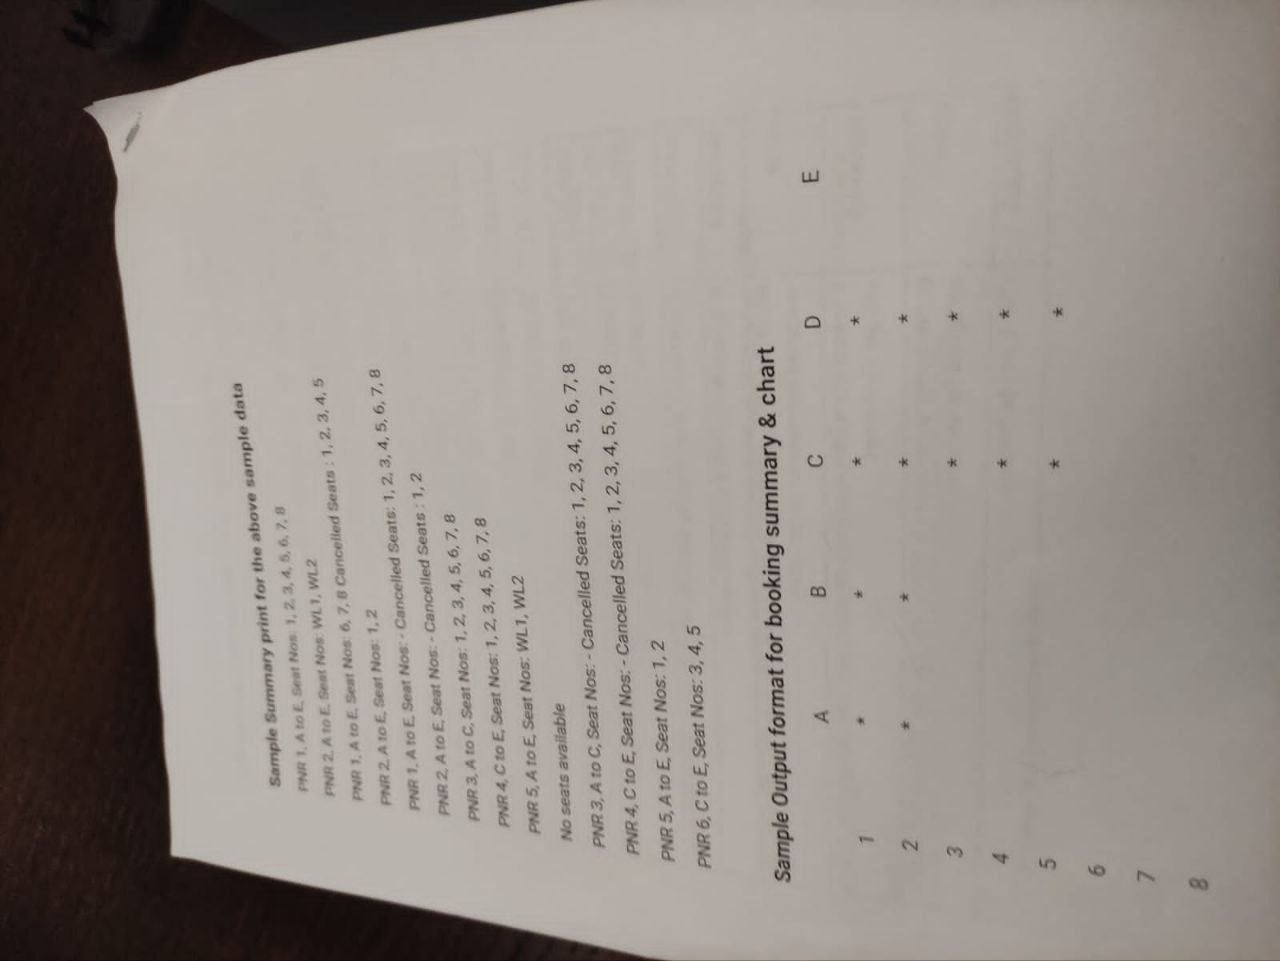 Sample Summary print for the above sample data
PNR 1, A to E, Seat Nos: 1, 2, 3, 4, 5, 6, 7, 8
PNR 2, A to E, Seat Nos: WL1, WL2
PNR 1, A to E, Seat Nos: 6, 7, 8 Cancelled Seats : 1, 2, 3, 4, 5
PNR 2, A to E, Seat Nos: 1, 2
PNR 1, A to E, Seat Nos: - Cancelled Seats: 1, 2, 3, 4, 5, 6, 7, 8
PNR 2, A to E, Seat Nos: - Cancelled Seats : 1, 2
PNR 3, A to C, Seat Nos: 1, 2, 3, 4, 5, 6, 7, 8
PNR 4, C to E, Seat Nos: 1, 2, 3, 4, 5, 6, 7, 8
PNR 5, A to E, Seat Nos: WL1, WL2
No seats available
PNR 3, A to C, Seat Nos: - Cancelled Seats: 1, 2, 3, 4, 5, 6, 7, 8
PNR 4, C to E, Seat Nos: - Cancelled Seats: 1, 2, 3, 4, 5, 6, 7, 8
PNR 5, A to E, Seat Nos: 1, 2
PNR 6, C to E, Seat Nos: 3, 4, 5
Sample Output format for booking summary & chart
A B C D E
1 * * * *
2 * * * *
3 * *
4 * *
5 * *
6
7
8